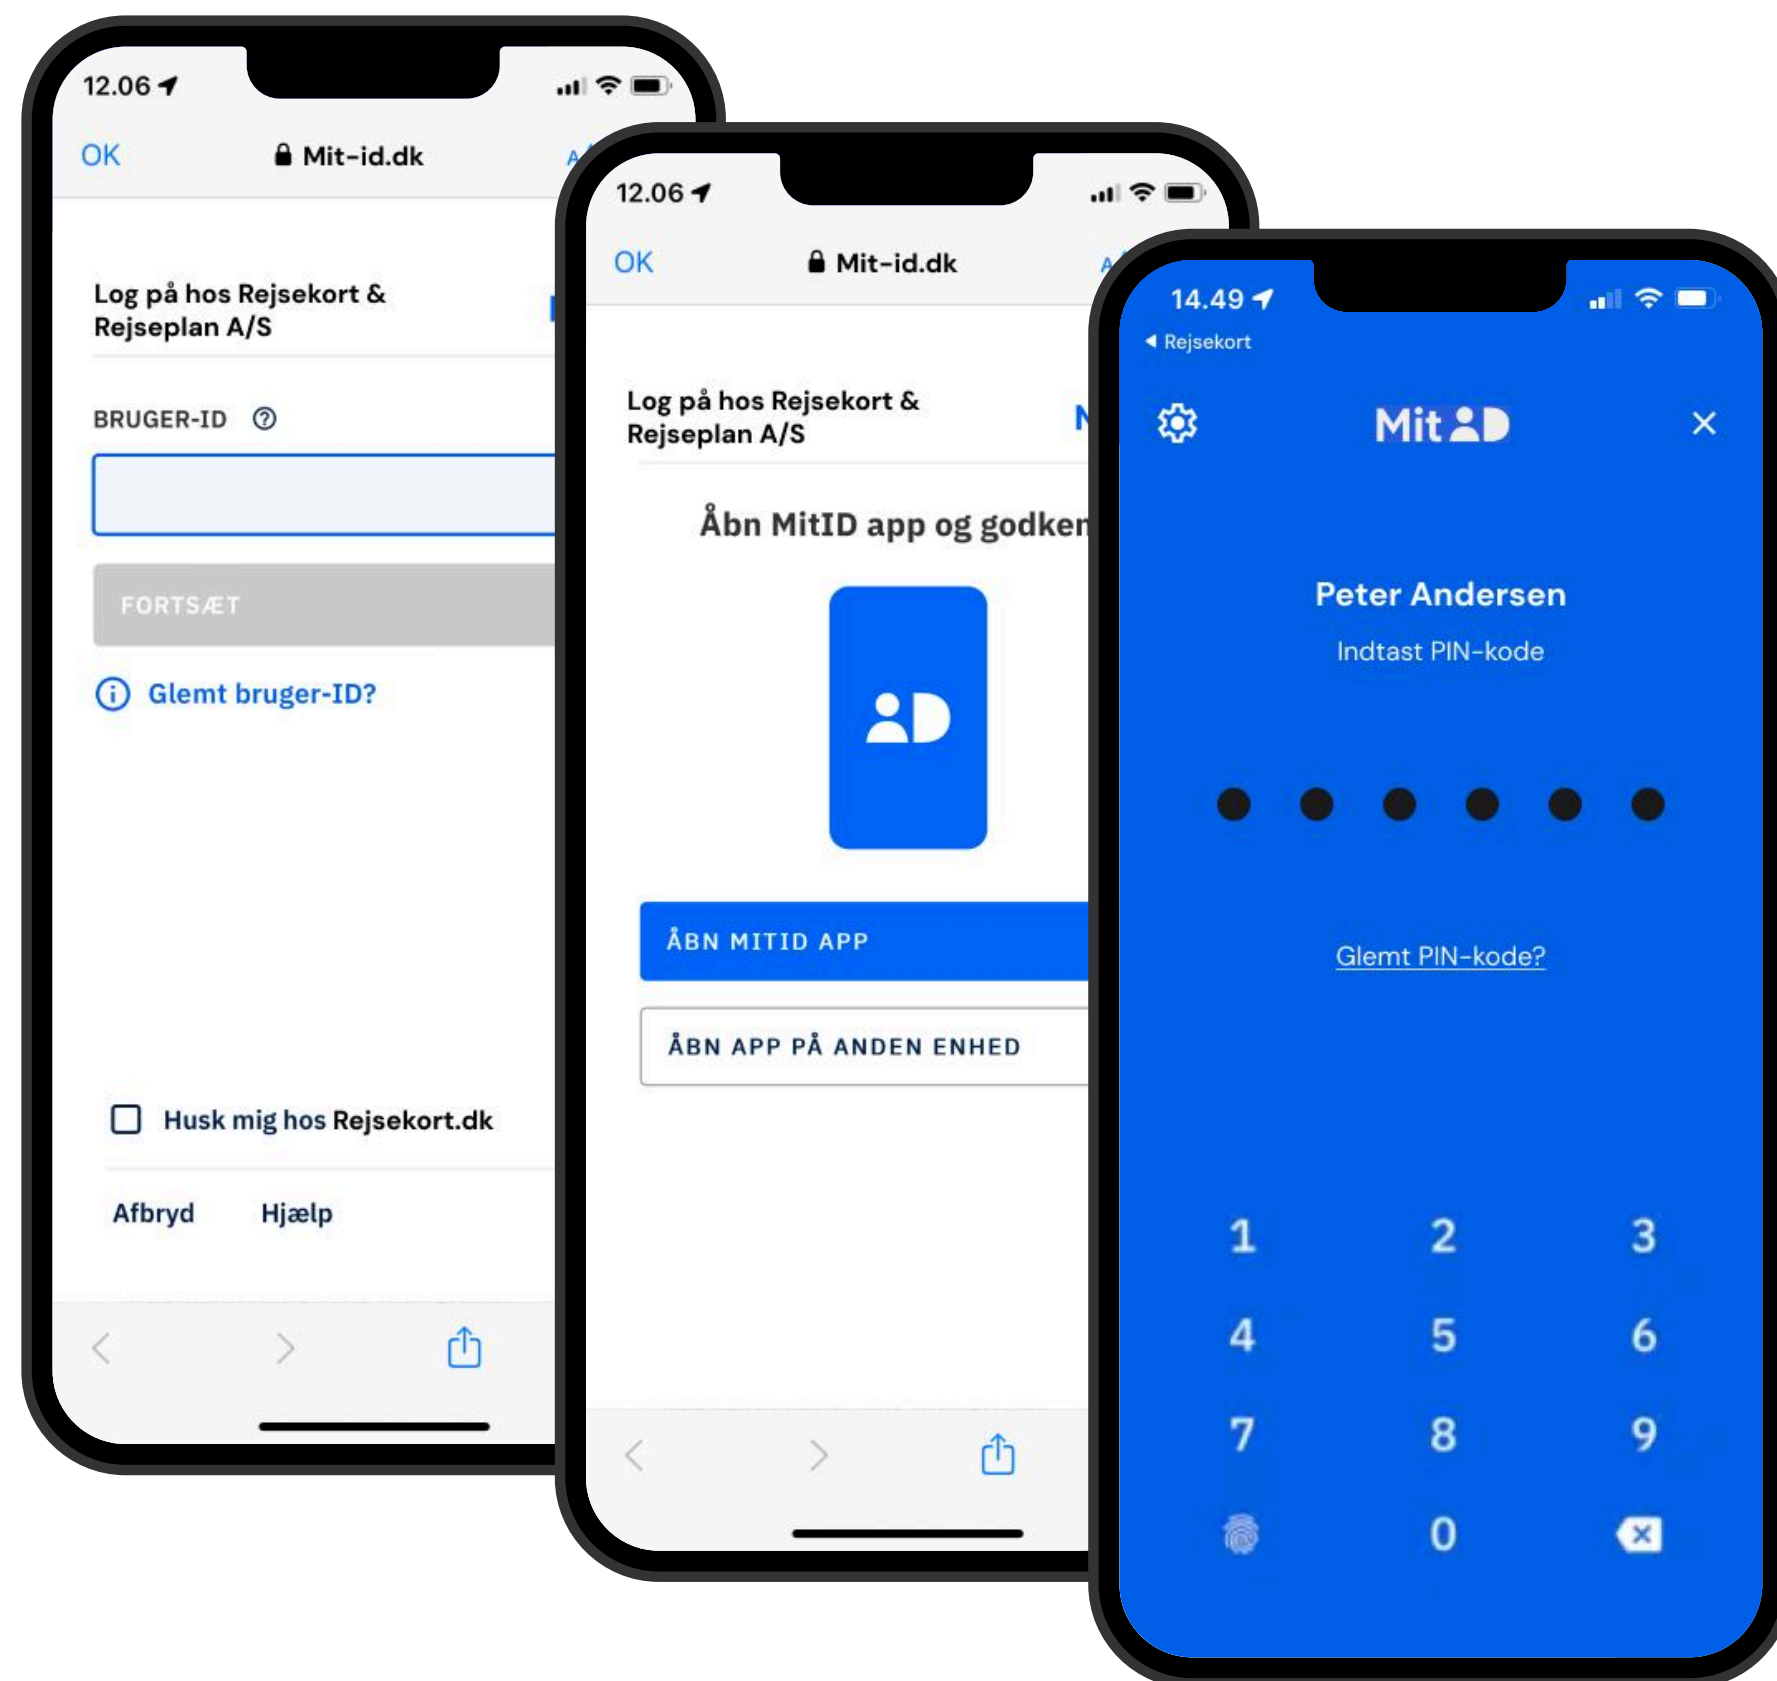 12.06
OK
Mit-id.dk
Log på hos Rejsekort &
Rejseplan A/S
BRUGER-ID
FORTSÆT
Glemt bruger-ID?
Husk mig hos Rejsekort.dk
Afbryd Hjælp
12.06
OK
Mit-id.dk
Log på hos Rejsekort &
Rejseplan A/S
Åbn MitID app og
ÅBN MITID APP
ÅBN APP PÅ ANDEN ENHED
14.49
Rejsekort
Mit D
Peter Andersen
Indtast PIN-kode
Glemt PIN-kode?
1 2 3
4 5 6
7 8 9
0